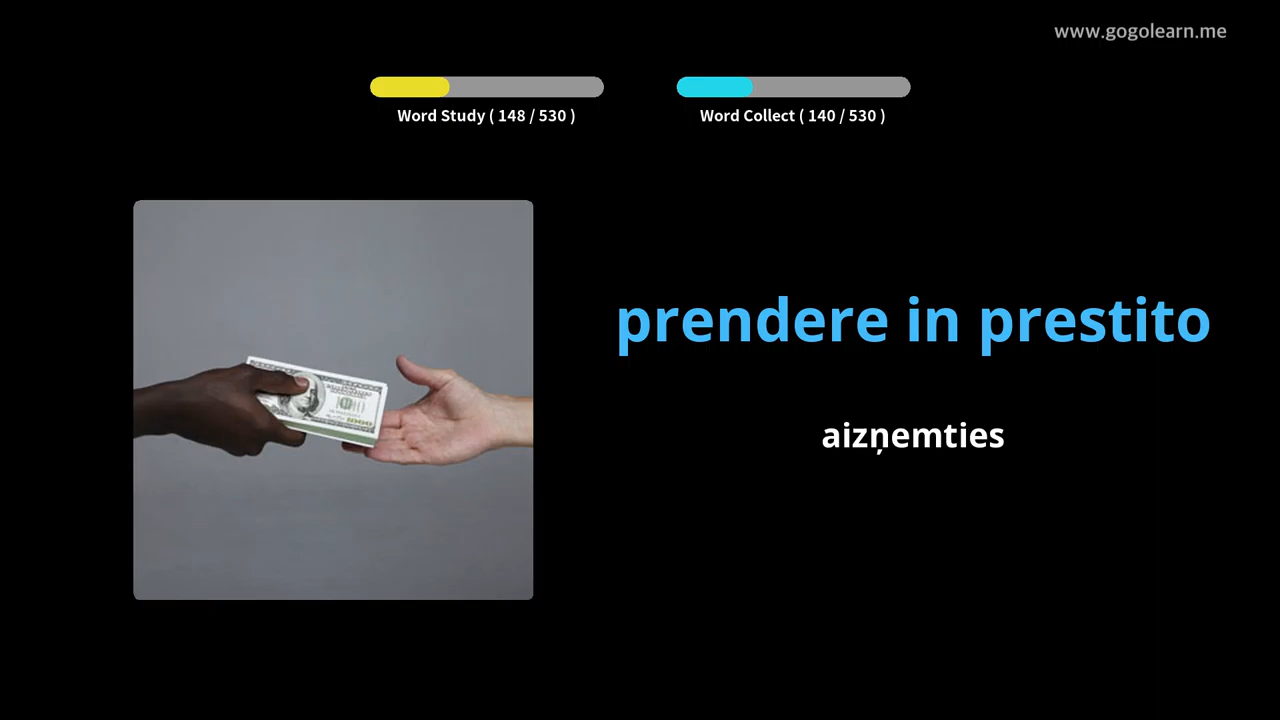 www.gogolearn.me
Word Study ( 148 / 530 )
Word Collect ( 140 / 530 )
prendere in prestito
aizņemties